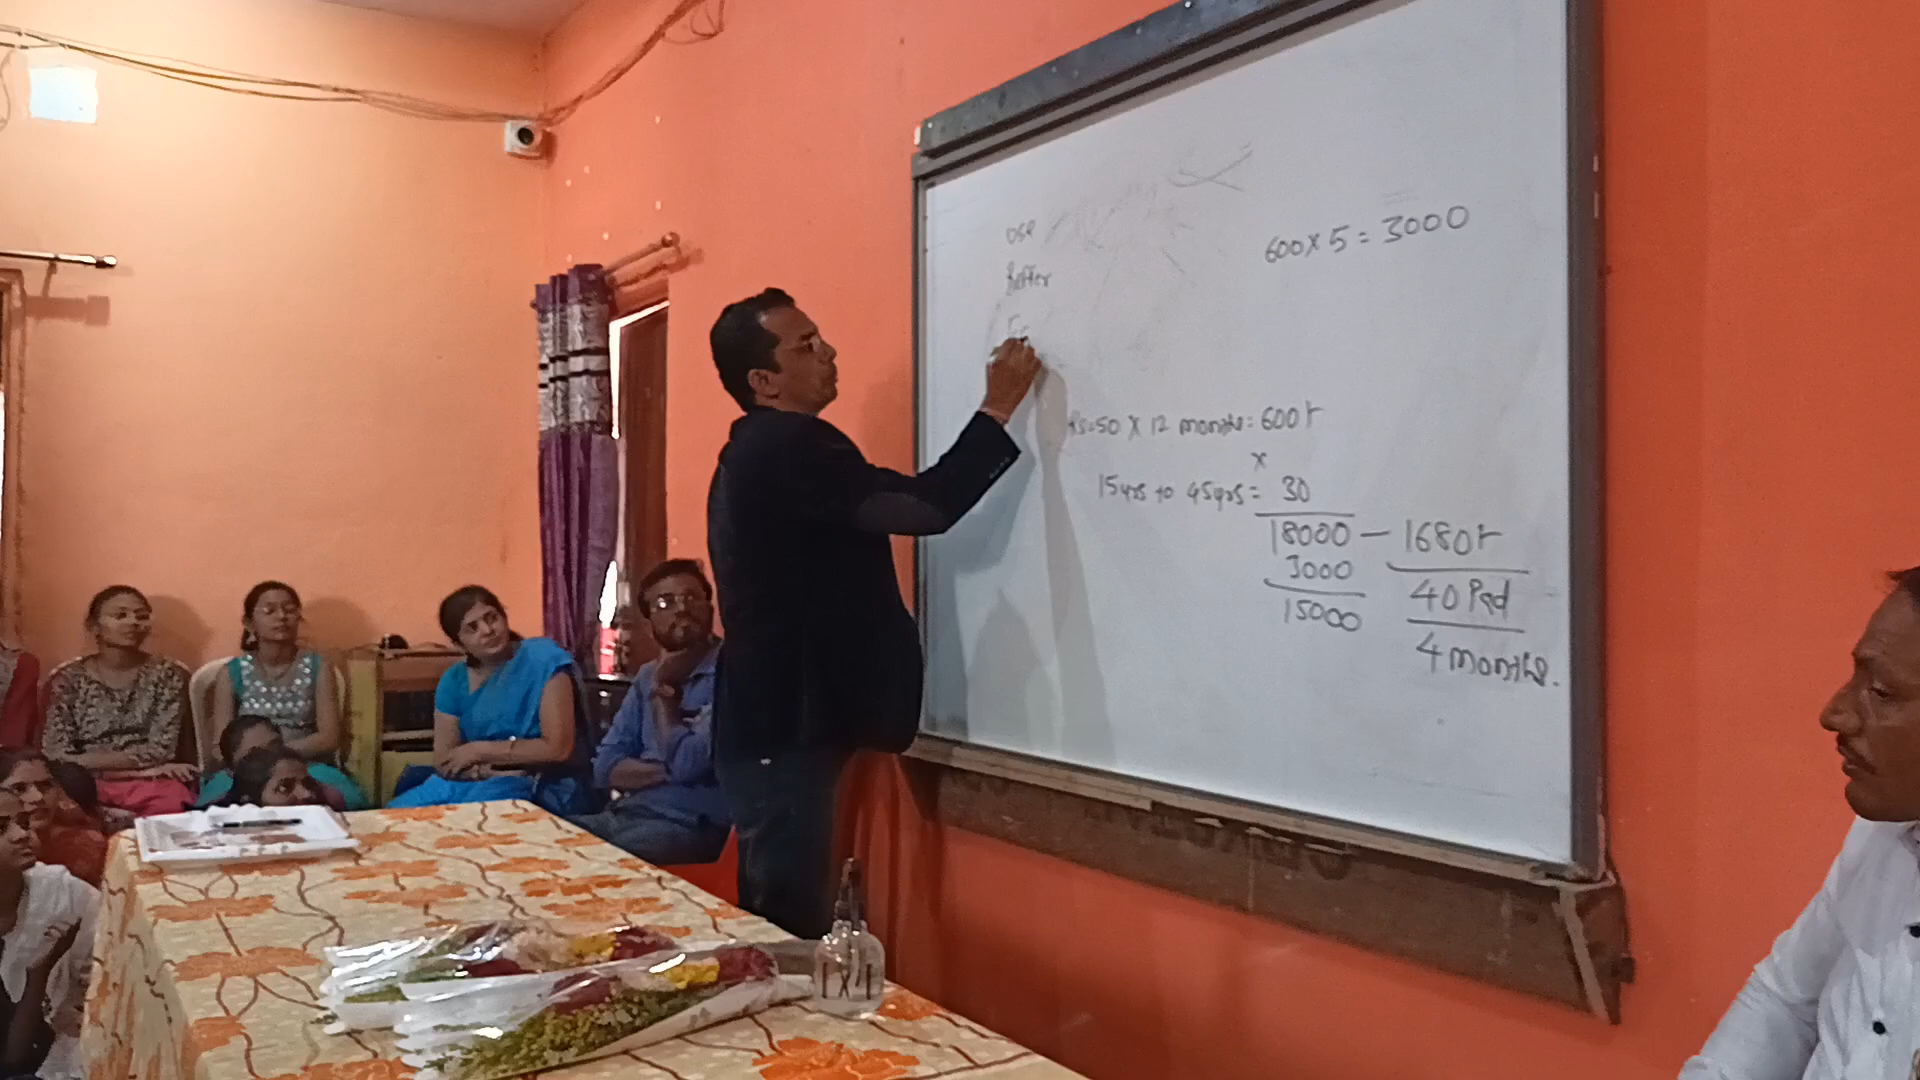 use
600 x 5 = 3000
Rs=50 x 12 months = 600/-
x
15yrs to 45yrs = 30
18000 - 1680/-
3000 40 Pad
15000 4 months.